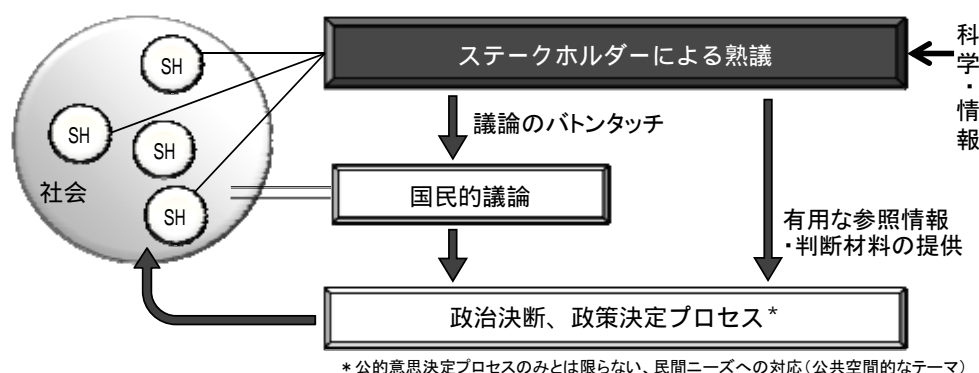 ステークホルダーによる熟議
科学・情報
SH
SH
SH
SH
社会
議論のバトンタッチ
国民的議論
有用な参照情報
・判断材料の提供
政治決断、政策決定プロセス*
*公的意思決定プロセスのみとは限らない、民間ニーズへの対応(公共空間的なテーマ)